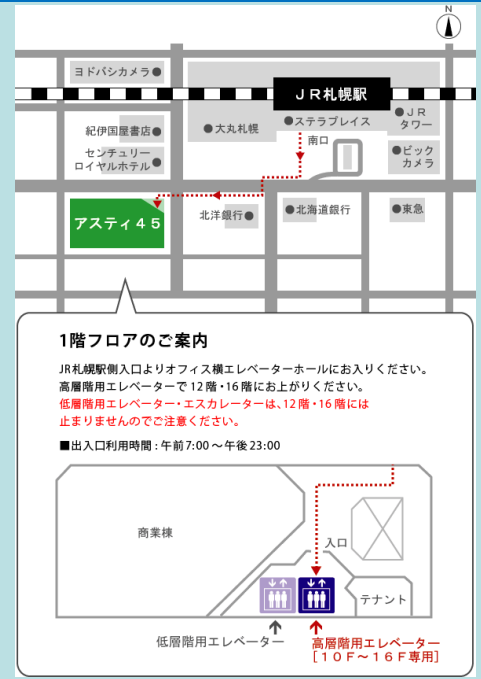 N
ヨドバシカメラ●
JR札幌駅
●大丸札幌
●ステラプレイス
●JR
タワー
紀伊国屋書店●
南口
センチュリー
ロイヤルホテル●
●ビック
カメラ
アスティ45
北洋銀行●
●北海道銀行
●東急
1階フロアのご案内
JR札幌駅側入口よりオフィス横エレベーターホールにお入りください。
高層階用エレベーターで12階・16階にお上がりください。
低層階用エレベーター・エスカレーターは、12階・16階には
止まりませんのでご注意ください。
■出入口利用時間：午前7:00～午後23:00
商業棟
入口
テナント
低層階用エレベーター
高層階用エレベーター
［10F～16F専用］